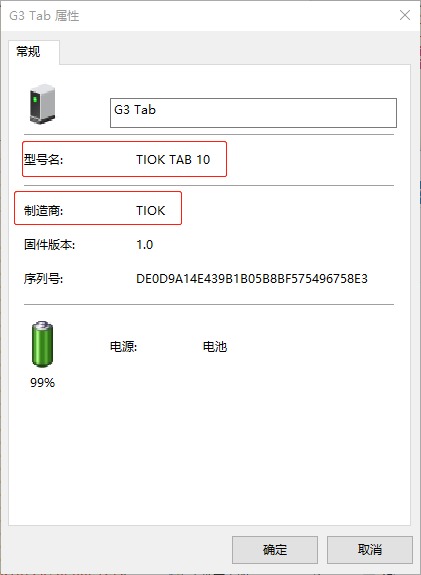 G3 Tab 属性
常规
G3 Tab
型号名: TIOK TAB 10
制造商: TIOK
固件版本: 1.0
序列号: DE0D9A14E439B1B05B8BF575496758E3
电源: 电池
99%
确定 取消